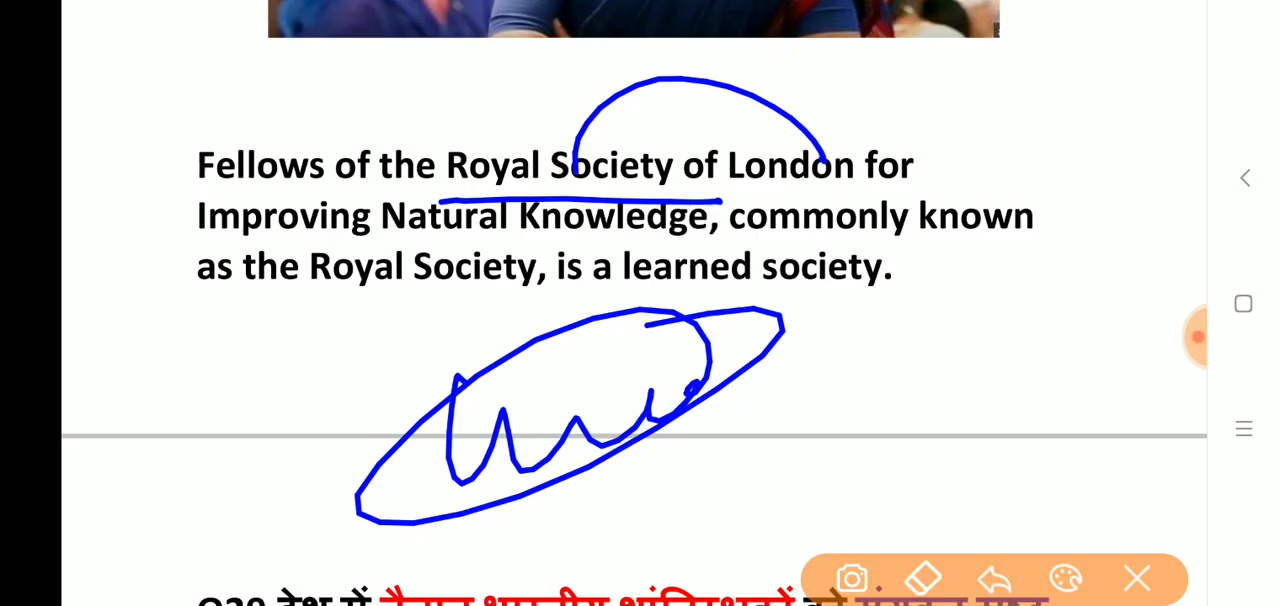 Fellows of the Royal Society of London for
Improving Natural Knowledge, commonly known
as the Royal Society, is a learned society.
Q20 देश में
को